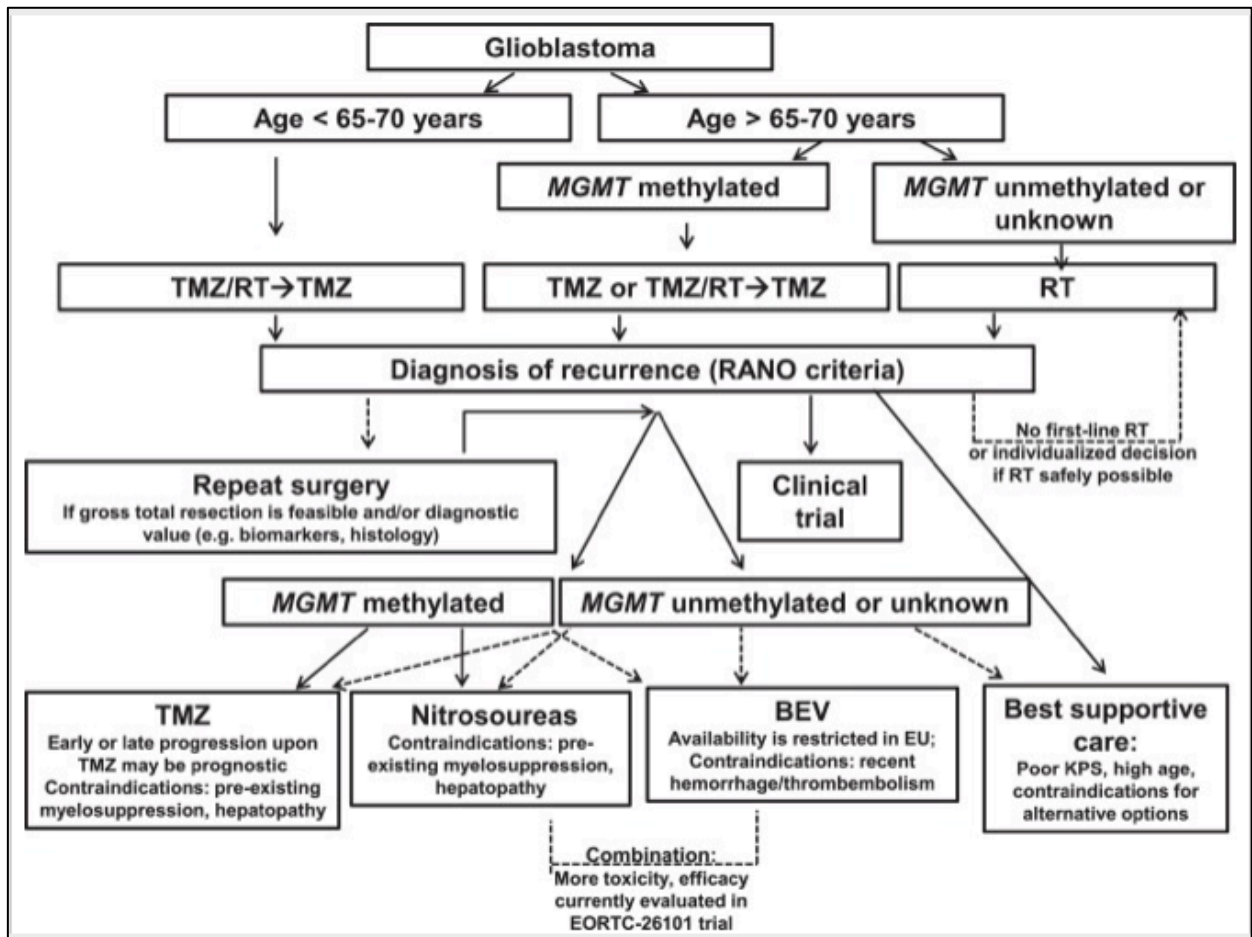 Glioblastoma
Age < 65-70 years
Age > 65-70 years
MGMT methylated
MGMT unmethylated or
unknown
TMZ/RT→TMZ
TMZ or TMZ/RT→TMZ
RT
Diagnosis of recurrence (RANO criteria)
No first-line RT
or individualized decision
if RT safely possible
Repeat surgery
If gross total resection is feasible and/or diagnostic
value (e.g. biomarkers, histology)
Clinical
trial
MGMT methylated
MGMT unmethylated or unknown
TMZ
Early or late progression upon
TMZ may be prognostic
Contraindications: pre-existing
myelosuppression, hepatopathy
Nitrosoureas
Contraindications: pre-
existing myelosuppression,
hepatopathy
BEV
Availability is restricted in EU;
Contraindications: recent
hemorrhage/thrombembolism
Best supportive
care:
Poor KPS, high age,
contraindications for
alternative options
Combination:
More toxicity, efficacy
currently evaluated in
EORTC-26101 trial